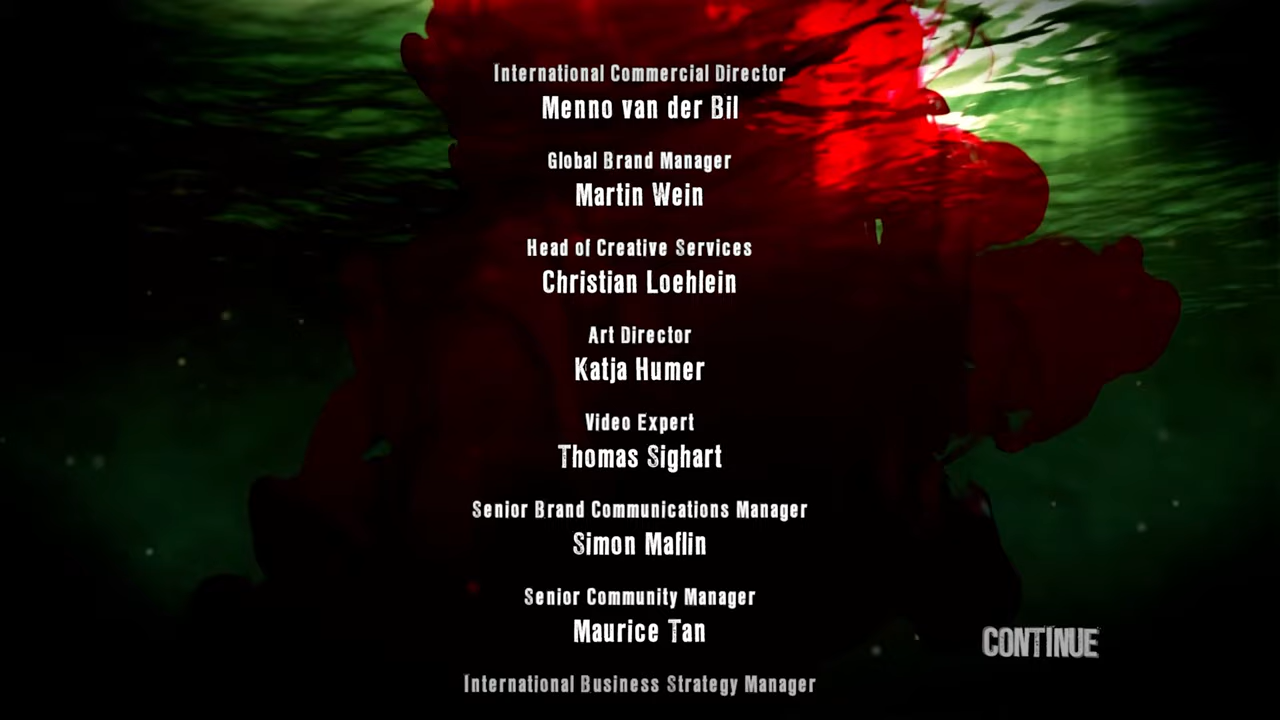 International Commercial Director
Menno van der Bil
Global Brand Manager
Martin Wein
Head of Creative Services
Christian Loehlein
Art Director
Katja Humer
Video Expert
Thomas Sighart
Senior Brand Communications Manager
Simon Maflin
Senior Community Manager
Maurice Tan
CONTINUE
International Business Strategy Manager